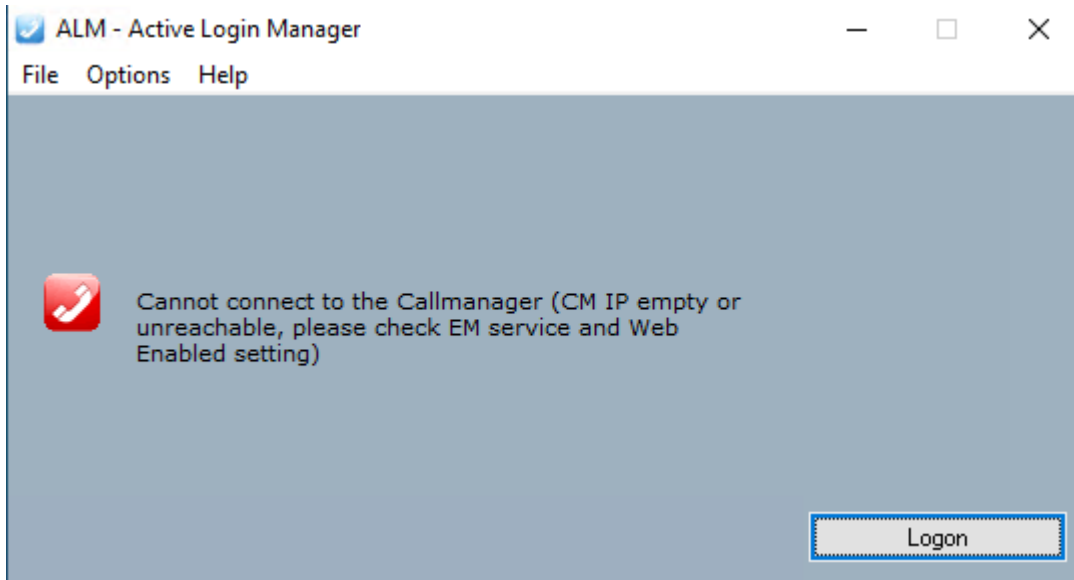 ALM - Active Login Manager
File Options Help
Cannot connect to the Callmanager (CM IP empty or
unreachable, please check EM service and Web
Enabled setting)
Logon